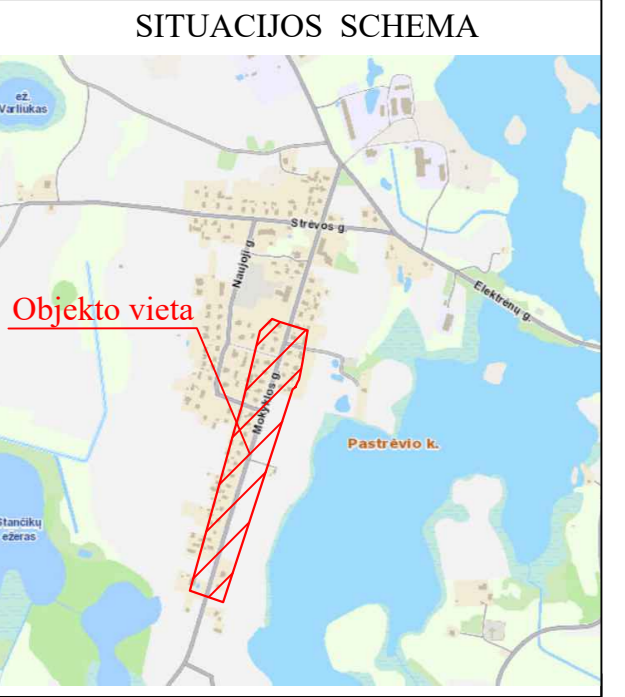 SITUACIJOS SCHEMA
ež.
Varliukas
Strėvos g.
Naujoji g.
Elektrėnų g.
Objekto vieta
Mokyklos g.
Pastrėvio k.
Stančikų
ežeras